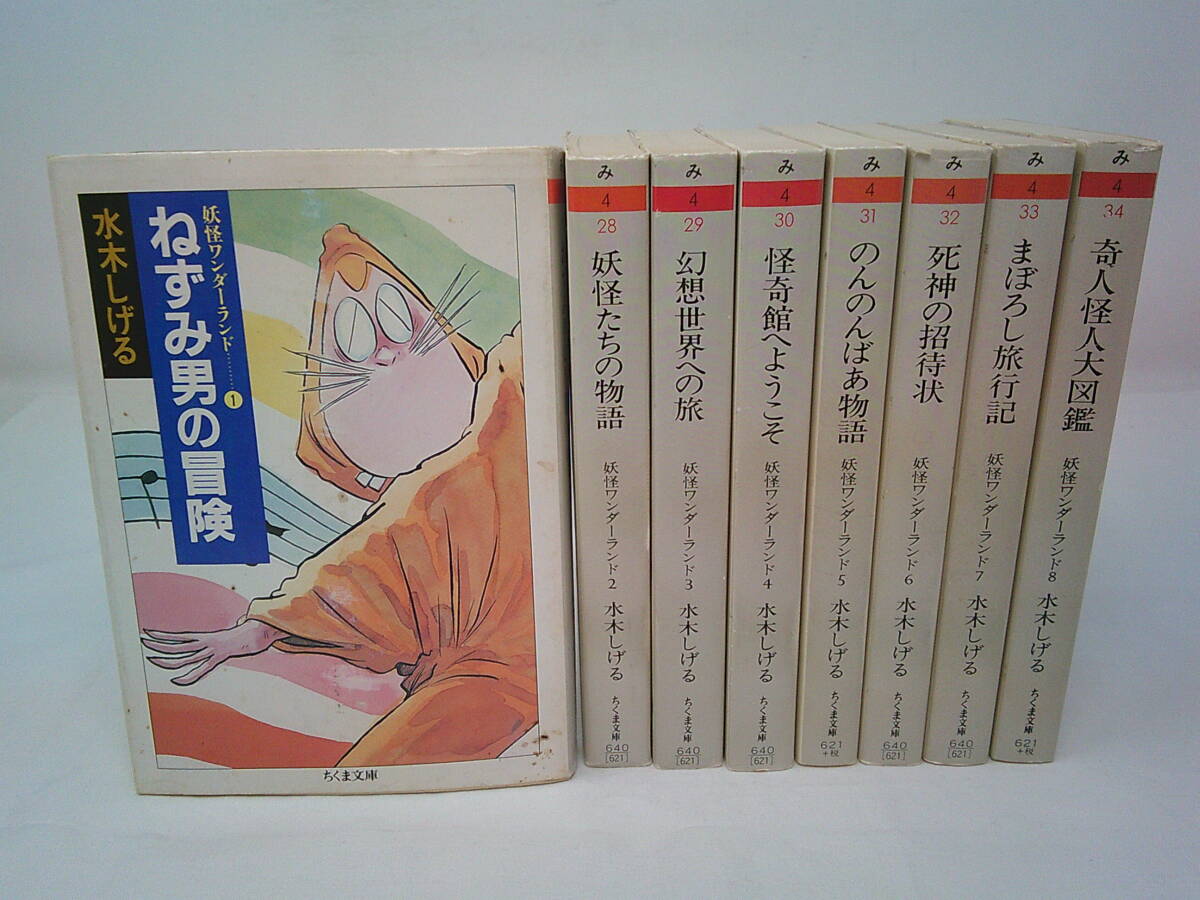 水木しげる
妖怪ワンダーランド………1
ねずみ男の冒険
ちくま文庫
み
4
28
妖怪たちの物語
妖怪ワンダーランド2
水木しげる
ちくま文庫
640
[621]
み
4
29
幻想世界への旅
妖怪ワンダーランド3
水木しげる
ちくま文庫
640
[621]
み
4
30
怪奇館へようこそ
妖怪ワンダーランド4
水木しげる
ちくま文庫
640
[621]
み
4
31
のんのんばあ物語
妖怪ワンダーランド5
水木しげる
ちくま文庫
621
+税
み
4
32
死神の招待状
妖怪ワンダーランド6
水木しげる
ちくま文庫
640
[621]
み
4
33
まぼろし旅行記
妖怪ワンダーランド7
水木しげる
ちくま文庫
640
[621]
み
4
34
奇人怪人大図鑑
妖怪ワンダーランド8
水木しげる
ちくま文庫
621
+税